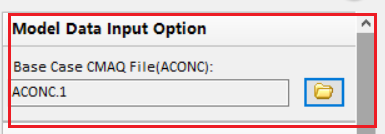 Model Data Input Option
Base Case CMAQ File(ACONC):
ACONC.1